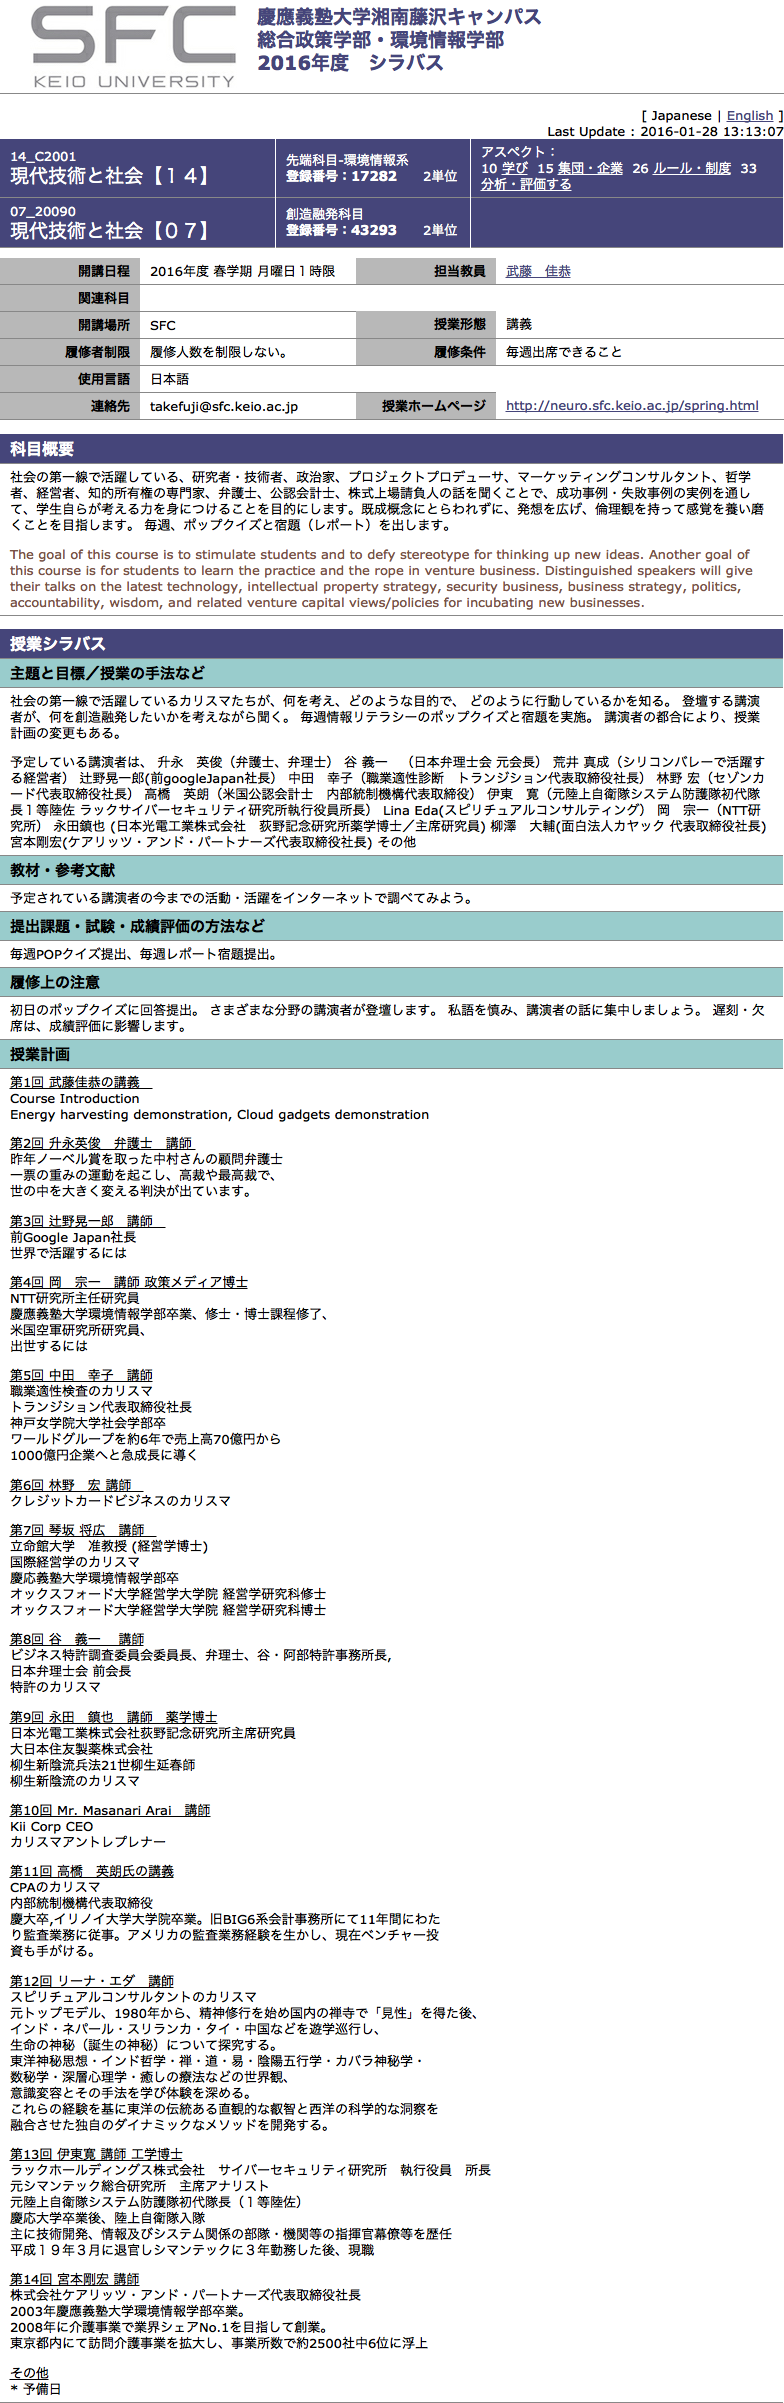 SFC
KEIO UNIVERSITY
慶應義塾大学湘南藤沢キャンパス
総合政策学部・環境情報学部
2016年度　シラバス
[ Japanese | English ]
Last Update : 2016-01-28 13:13:07
14_C2001
現代技術と社会【１４】
先端科目-環境情報系
登録番号：17282　　2単位
アスペクト：
10 学び 15 集団・企業 26 ルール・制度 33
分析・評価する
07_20090
現代技術と社会【０７】
創造融発科目
登録番号：43293　　2単位
開講日程 2016年度 春学期 月曜日１時限 担当教員 武藤　佳恭
関連科目
開講場所 SFC 授業形態 講義
履修者制限 履修人数を制限しない。 履修条件 毎週出席できること
使用言語 日本語
連絡先 takefuji@sfc.keio.ac.jp 授業ホームページ http://neuro.sfc.keio.ac.jp/spring.html
科目概要
社会の第一線で活躍している、研究者・技術者、政治家、プロジェクトプロデューサ、マーケッティングコンサルタント、哲学
者、経営者、知的所有権の専門家、弁護士、公認会計士、株式上場請負人の話を聞くことで、成功事例・失敗事例の実例を通し
て、学生自らが考える力を身につけることを目的にします。既成概念にとらわれずに、発想を広げ、倫理観を持って感覚を養い磨
くことを目指します。 毎週、ポップクイズと宿題（レポート）を出します。
The goal of this course is to stimulate students and to defy stereotype for thinking up new ideas. Another goal of
this course is for students to learn the practice and the rope in venture business. Distinguished speakers will give
their talks on the latest technology, intellectual property strategy, security business, business strategy, politics,
accountability, wisdom, and related venture capital views/policies for incubating new businesses.
授業シラバス
主題と目標／授業の手法など
社会の第一線で活躍しているカリスマたちが、何を考え、どのような目的で、 どのように行動しているかを知る。 登壇する講演
者が、何を創造融発したいかを考えながら聞く。 毎週情報リテラシーのポップクイズと宿題を実施。 講演者の都合により、授業
計画の変更もある。
予定している講演者は、 升永　英俊（弁護士、弁理士） 谷 義一　（日本弁理士会 元会長） 荒井 真成（シリコンバレーで活躍す
る経営者） 辻野晃一郎(前googleJapan社長） 中田　幸子（職業適性診断　トランジション代表取締役社長） 林野 宏（セゾンカ
ード代表取締役社長） 高橋　英朗（米国公認会計士　内部統制機構代表取締役） 伊東　寛（元陸上自衛隊システム防護隊初代隊
長１等陸佐 ラックサイバーセキュリティ研究所執行役員所長） Lina Eda(スピリチュアルコンサルティング） 岡　宗一（NTT研
究所） 永田鎮也 (日本光電工業株式会社　荻野記念研究所薬学博士／主席研究員) 柳澤　大輔(面白法人カヤック 代表取締役社長)
宮本剛宏(ケアリッツ・アンド・パートナーズ代表取締役社長) その他
教材・参考文献
予定されている講演者の今までの活動・活躍をインターネットで調べてみよう。
提出課題・試験・成績評価の方法など
毎週POPクイズ提出、毎週レポート宿題提出。
履修上の注意
初日のポップクイズに回答提出。 さまざまな分野の講演者が登壇します。 私語を慎み、講演者の話に集中しましょう。 遅刻・欠
席は、成績評価に影響します。
授業計画
第1回 武藤佳恭の講義
Course Introduction
Energy harvesting demonstration, Cloud gadgets demonstration
第2回 升永英俊　弁護士　講師
昨年ノーベル賞を取った中村さんの顧問弁護士
一票の重みの運動を起こし、高裁や最高裁で、
世の中を大きく変える判決が出ています。
第3回 辻野晃一郎　講師
前Google Japan社長
世界で活躍するには
第4回 岡　宗一　講師 政策メディア博士
NTT研究所主任研究員
慶應義塾大学環境情報学部卒業、修士・博士課程修了、
米国空軍研究所研究員、
出世するには
第5回 中田　幸子　講師
職業適性検査のカリスマ
トランジション代表取締役社長
神戸女学院大学社会学部卒
ワールドグループを約6年で売上高70億円から
1000億円企業へと急成長に導く
第6回 林野　宏 講師
クレジットカードビジネスのカリスマ
第7回 琴坂 将広　講師
立命館大学　准教授 (経営学博士)
国際経営学のカリスマ
慶応義塾大学環境情報学部卒
オックスフォード大学経営学大学院 経営学研究科修士
オックスフォード大学経営学大学院 経営学研究科博士
第8回 谷　義一　 講師
ビジネス特許調査委員会委員長、弁理士、谷・阿部特許事務所長,
日本弁理士会 前会長
特許のカリスマ
第9回 永田　鎮也　講師　薬学博士
日本光電工業株式会社荻野記念研究所主席研究員
大日本住友製薬株式会社
柳生新陰流兵法21世柳生延春師
柳生新陰流のカリスマ
第10回 Mr. Masanari Arai　講師
Kii Corp CEO
カリスマアントレプレナー
第11回 高橋　英朗氏の講義
CPAのカリスマ
内部統制機構代表取締役
慶大卒,イリノイ大学大学院卒業。旧BIG6系会計事務所にて11年間にわた
り監査業務に従事。アメリカの監査業務経験を生かし、現在ベンチャー投
資も手がける。
第12回 リーナ・エダ　講師
スピリチュアルコンサルタントのカリスマ
元トップモデル、1980年から、精神修行を始め国内の禅寺で「見性」を得た後、
インド・ネパール・スリランカ・タイ・中国などを遊学巡行し、
生命の神秘（誕生の神秘）について探究する。
東洋神秘思想・インド哲学・禅・道・易・陰陽五行学・カバラ神秘学・
数秘学・深層心理学・癒しの療法などの世界観、
意識変容とその手法を学び体験を深める。
これらの経験を基に東洋の伝統ある直観的な叡智と西洋の科学的な洞察を
融合させた独自のダイナミックなメソッドを開発する。
第13回 伊東寛 講師 工学博士
ラックホールディングス株式会社　サイバーセキュリティ研究所　執行役員　所長
元シマンテック総合研究所　主席アナリスト
元陸上自衛隊システム防護隊初代隊長（１等陸佐）
慶応大学卒業後、陸上自衛隊入隊
主に技術開発、情報及びシステム関係の部隊・機関等の指揮官幕僚等を歴任
平成１９年３月に退官しシマンテックに３年勤務した後、現職
第14回 宮本剛宏 講師
株式会社ケアリッツ・アンド・パートナーズ代表取締役社長
2003年慶應義塾大学環境情報学部卒業。
2008年に介護事業で業界シェアNo.1を目指して創業。
東京都内にて訪問介護事業を拡大し、事業所数で約2500社中6位に浮上
その他
* 予備日